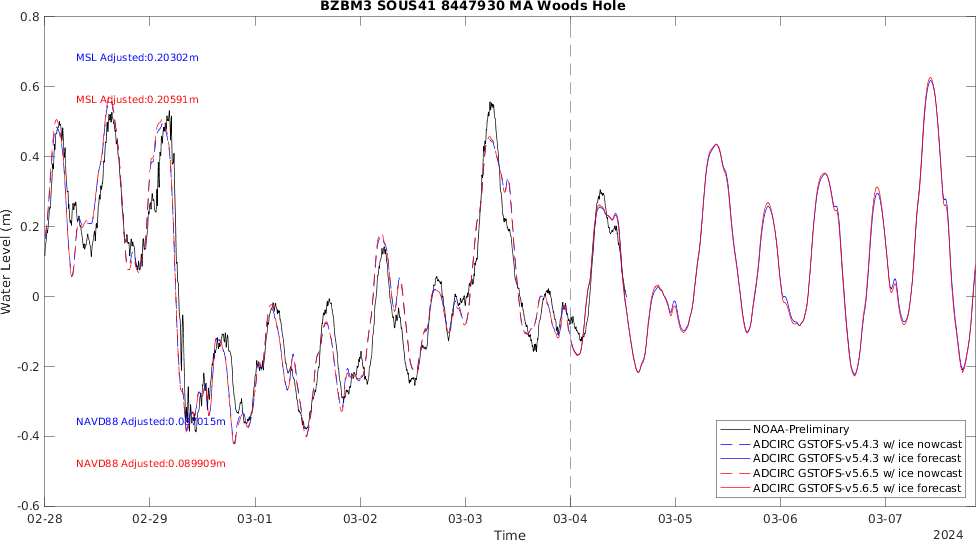 BZBM3 SOUS41 8447930 MA Woods Hole
0.8
MSL Adjusted:0.20302m
0.6
MSL Adjusted:0.20591m
0.4
0.2
Water Level (m)
0
-0.2
NAVD88
-0.4
NAVD88 Adjusted:0.089909m
-0.6
NOAA-Preliminary
ADCIRC GSTOFS-v5.4.3 w/ ice nowcast
ADCIRC GSTOFS-v5.4.3 w/ ice forecast
ADCIRC GSTOFS-v5.6.5 w/ ice nowcast
ADCIRC GSTOFS-v5.6.5 w/ ice forecast
02-28 02-29 03-01 03-02 03-03 03-04 03-05 03-06 03-07
Time
2024